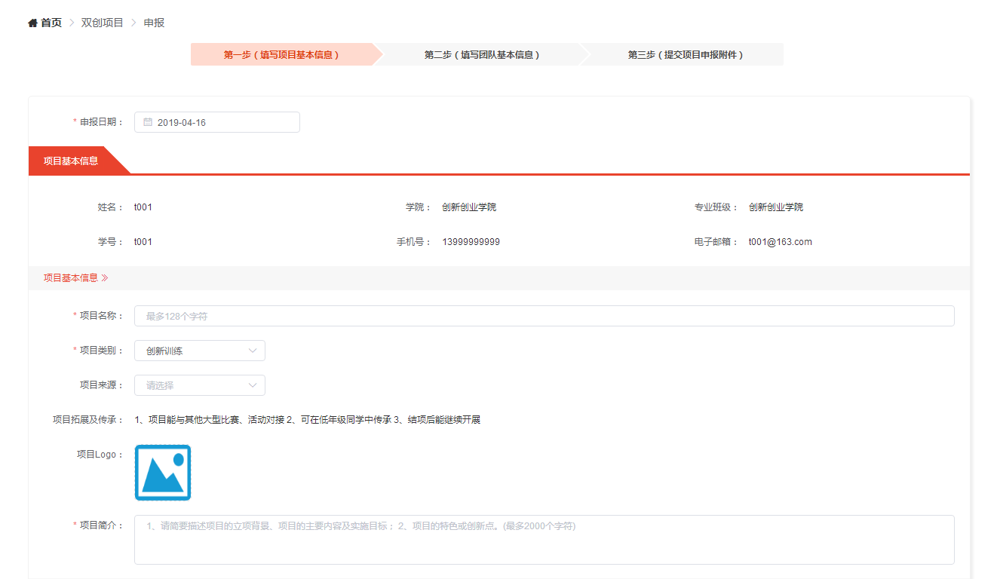 首页 > 双创项目 > 申报
第一步（填写项目基本信息） 第二步（填写团队基本信息） 第三步（提交项目申报附件）
* 申报日期： 2019-04-16
项目基本信息
姓名： t001 学院： 创新创业学院 专业班级： 创新创业学院
学号： t001 手机号： 13999999999 电子邮箱： t001@163.com
项目基本信息 >>
* 项目名称： 最多128个字符
* 项目类别： 创新训练
项目来源： 请选择
项目拓展及传承： 1、项目能与其他大型比赛、活动对接 2、可在低年级同学中传承 3、结项后能继续开展
项目Logo：
* 项目简介： 1、请简要描述项目的立项背景、项目的主要内容及实施目标； 2、项目的特色或创新点。(最多2000个字符)